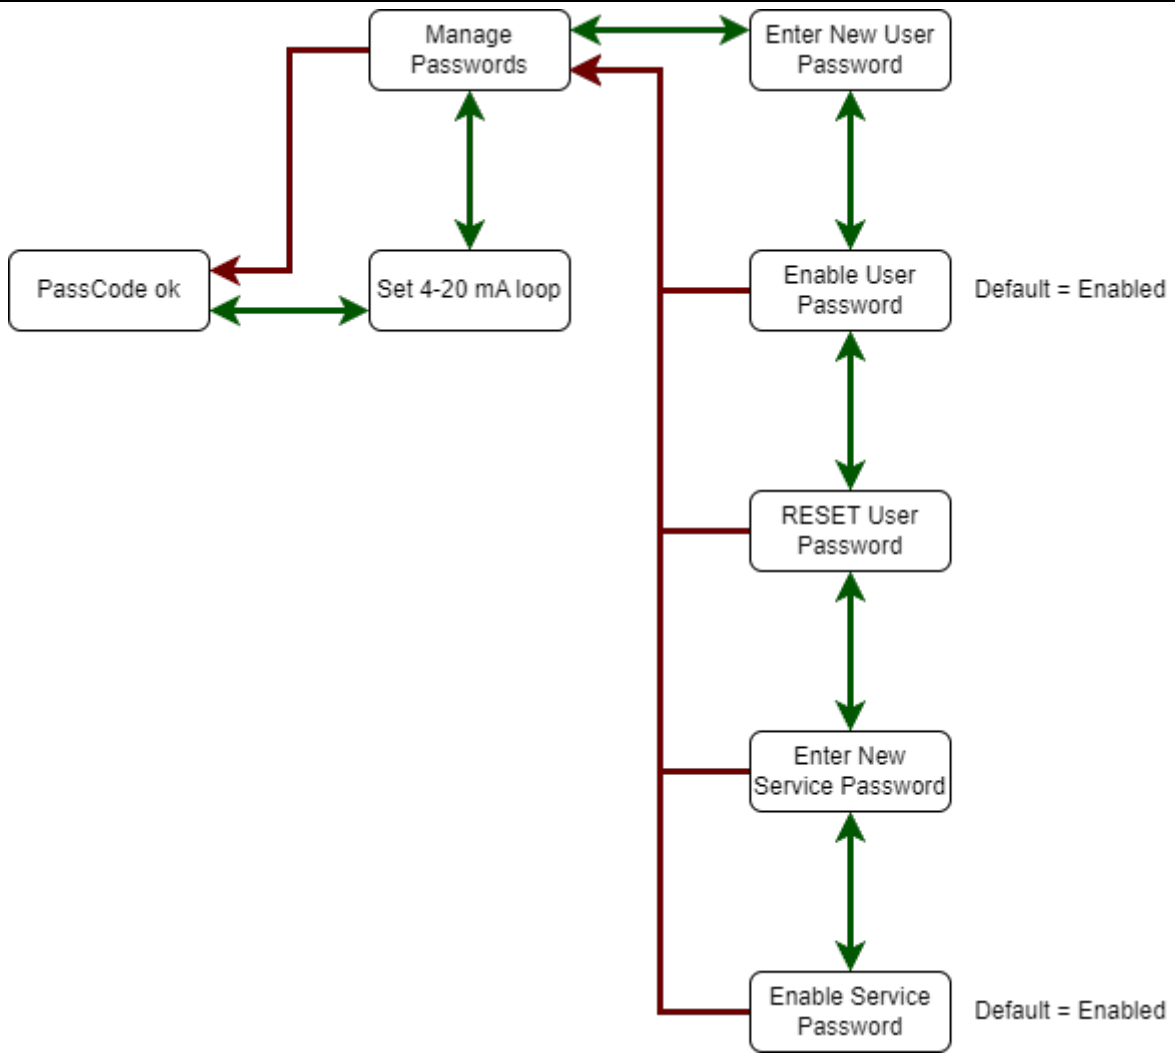 Manage
Passwords
Enter New User
Password
PassCode ok
Set 4-20 mA loop
Enable User
Password
Default = Enabled
RESET User
Password
Enter New
Service Password
Enable Service
Password
Default = Enabled